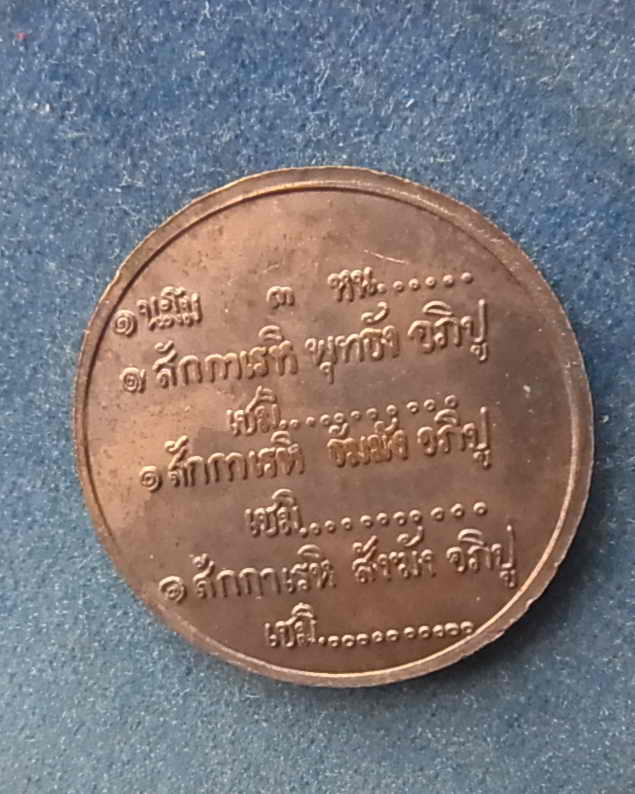 ๑ นโม ๓ หน......
๑ สักกาเรหิ พุทธัง อภิปู
เชมิ...........
๑ สักกาเรหิ ธัมมัง อภิปู
เชมิ...........
๑ สักกาเรหิ สังฆัง อภิปู
เชมิ...........